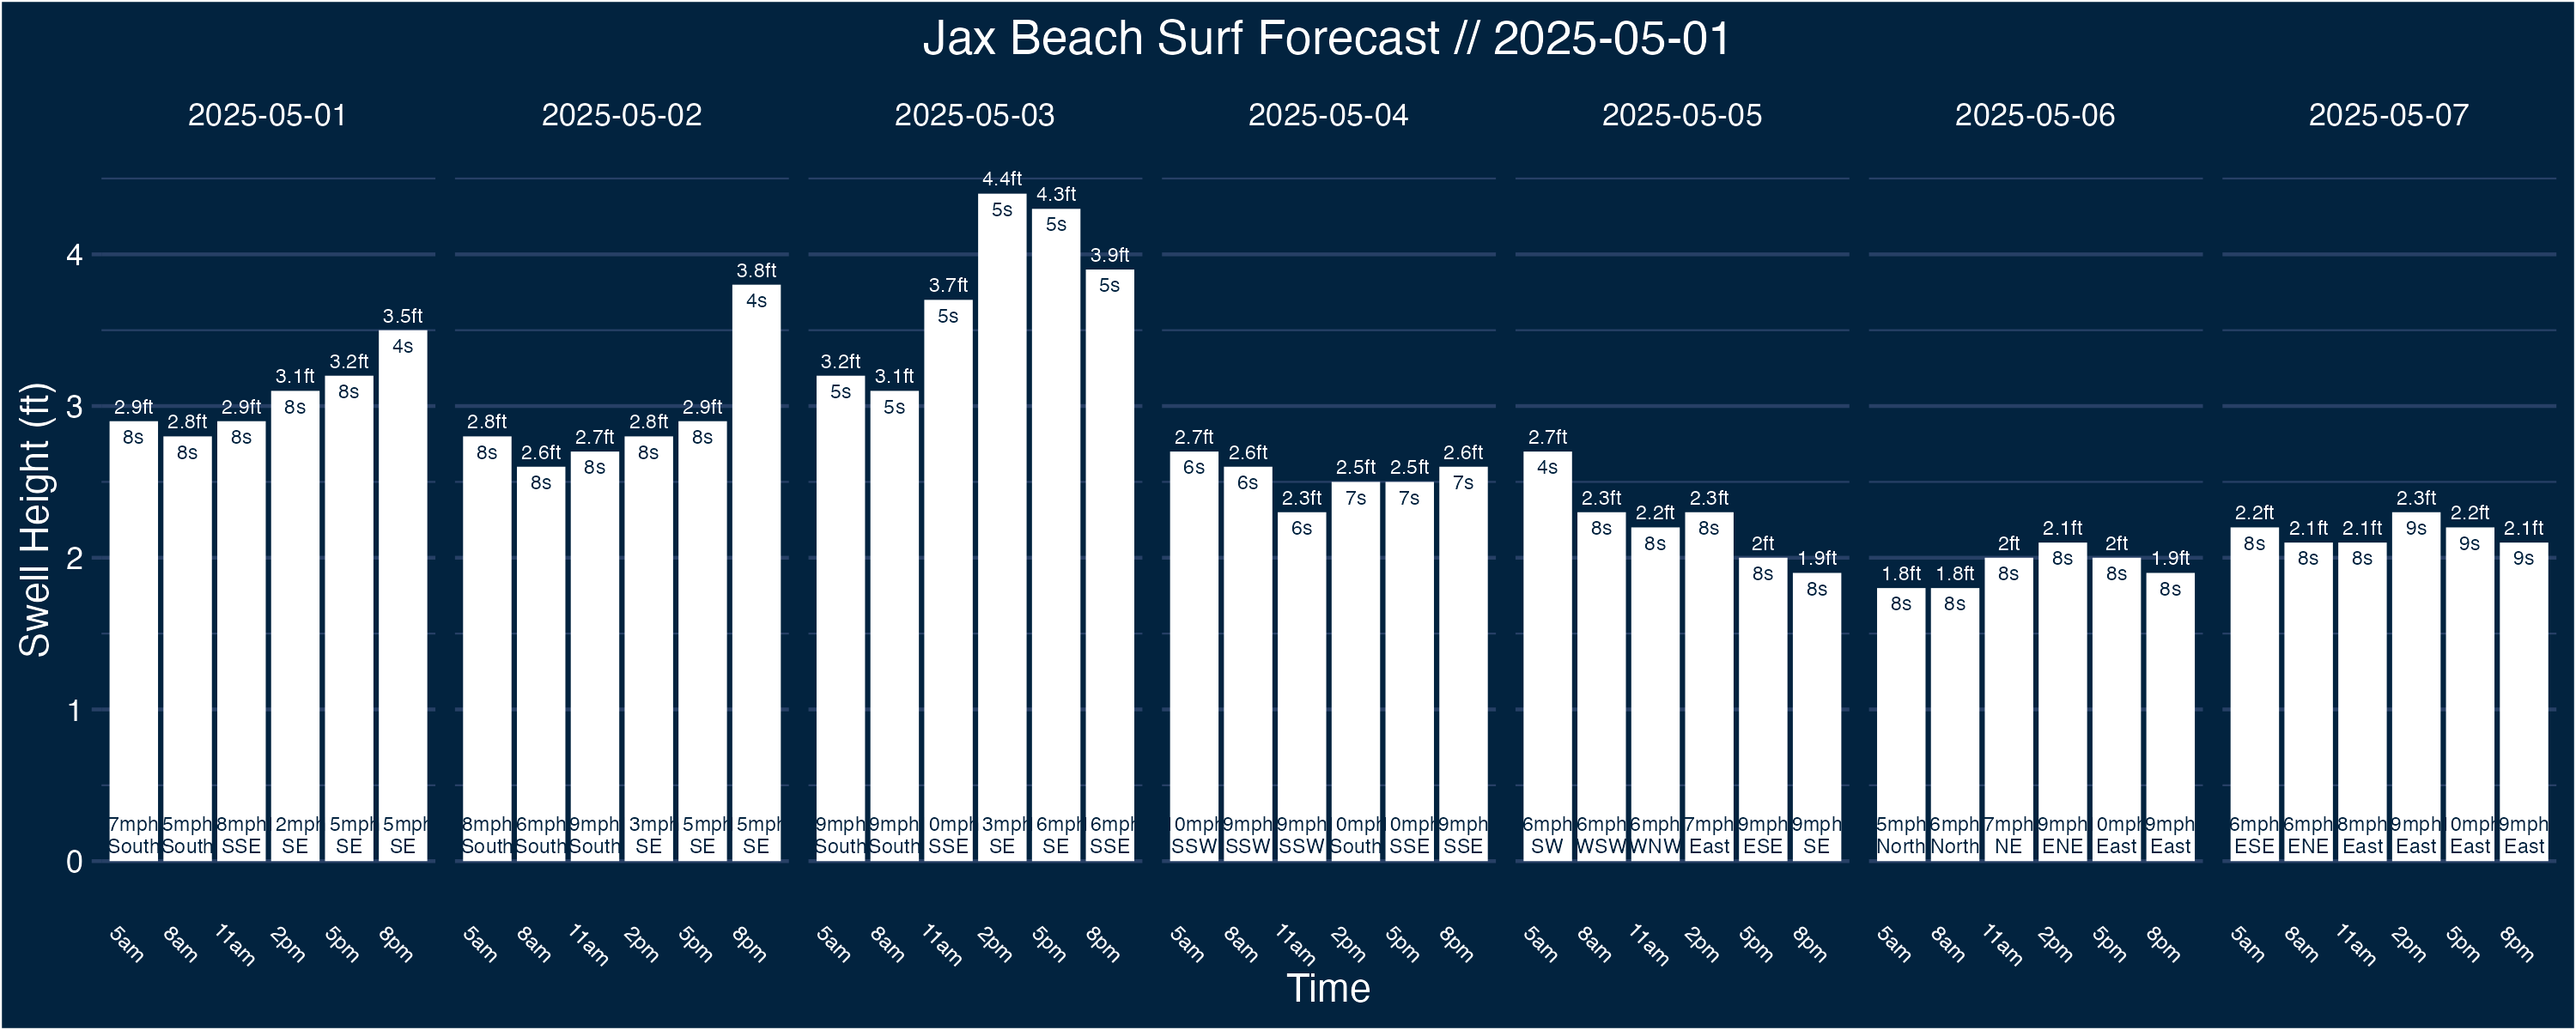 Jax Beach Surf Forecast // 2025-05-01
2025-05-01 2025-05-02 2025-05-03 2025-05-04 2025-05-05 2025-05-06 2025-05-07
Swell Height (ft)
4
3
2
1
0
2.9ft 2.8ft 2.9ft 3.1ft 3.2ft 3.5ft
8s 8s 8s 8s 8s 4s
7mph 5mph 8mph 2mph 5mph 5mph
South South SSE SE SE SE
5am 8am 11am 2pm 5pm 8pm
2.8ft 2.6ft 2.7ft 2.8ft 2.9ft 3.8ft
8s 8s 8s 8s 8s 4s
8mph 6mph 9mph 3mph 5mph 5mph
South South South SE SE SE
5am 8am 11am 2pm 5pm 8pm
3.2ft 3.1ft 3.7ft 4.4ft 4.3ft 3.9ft
5s 5s 5s 5s 5s 5s
9mph 9mph 0mph 3mph 6mph 6mph
South South SSE SE SE SSE
5am 8am 11am 2pm 5pm 8pm
2.7ft 2.6ft 2.3ft 2.5ft 2.5ft 2.6ft
6s 6s 6s 7s 7s 7s
0mph 9mph 9mph 0mph 0mph 9mph
SSW SSW SSW South SSE SSE
5am 8am 11am 2pm 5pm 8pm
2.7ft 2.3ft 2.2ft 2.3ft 2ft 1.9ft
4s 8s 8s 8s 8s 8s
6mph 6mph 6mph 7mph 9mph 9mph
SW WSW WNW East ESE SE
5am 8am 11am 2pm 5pm 8pm
1.8ft 1.8ft 2ft 2.1ft 2ft 1.9ft
8s 8s 8s 8s 8s 8s
5mph 6mph 7mph 9mph 0mph 9mph
North North NE ENE East East
5am 8am 11am 2pm 5pm 8pm
2.2ft 2.1ft 2.1ft 2.3ft 2.2ft 2.1ft
8s 8s 8s 9s 9s 9s
6mph 6mph 8mph 9mph 0mph 9mph
ESE ENE East East East East
5am 8am 11am 2pm 5pm 8pm
Time